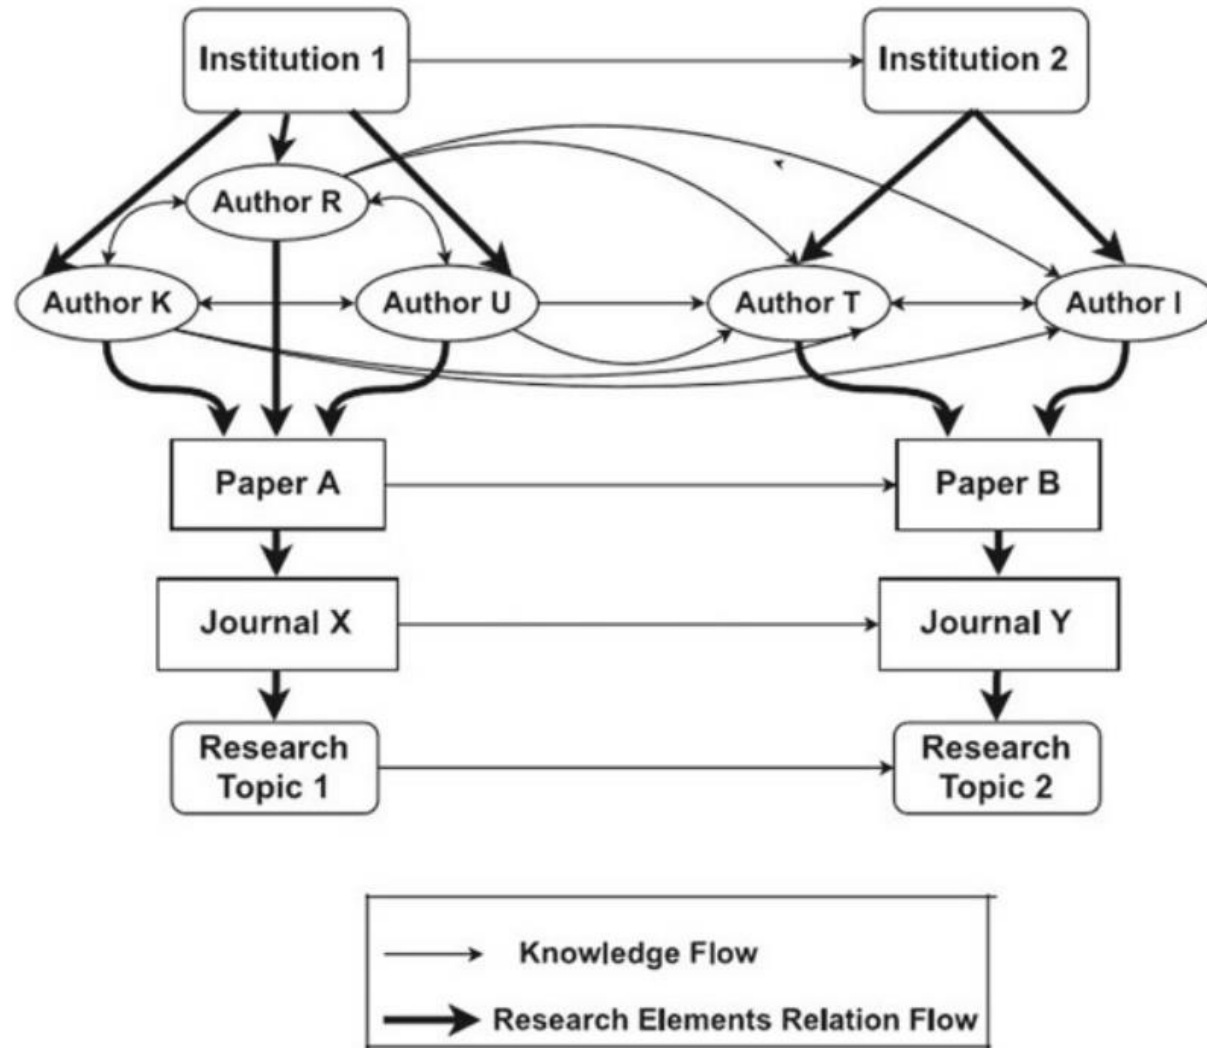 Institution 1
Institution 2
Author R
Author K
Author U
Author T
Author I
Paper A
Paper B
Journal X
Journal Y
Research
Topic 1
Research
Topic 2
Knowledge Flow
Research Elements Relation Flow